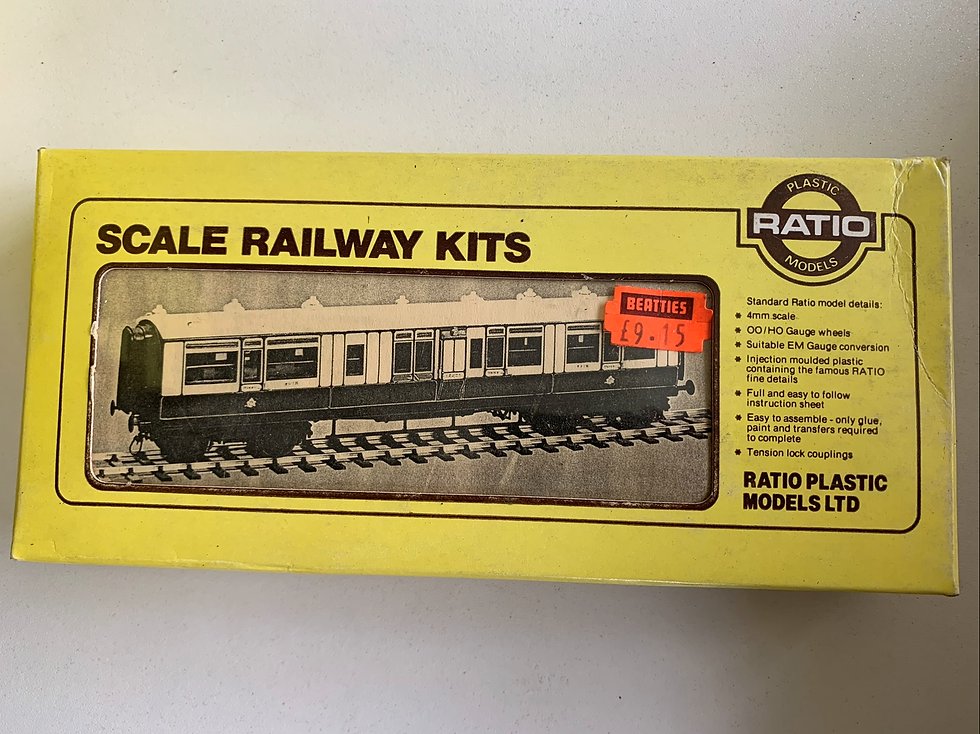 PLASTIC
RATIO
MODELS
SCALE RAILWAY KITS
BEATTIES
£9.15
Standard Ratio model details:
* 4mm scale
* OO/HO Gauge wheels
* Suitable EM Gauge conversion
* Injection moulded plastic
containing the famous RATIO
fine details
* Full and easy to follow
instruction sheet
* Easy to assemble - only glue,
paint and transfers required
to complete
* Tension lock couplings
RATIO PLASTIC
MODELS LTD